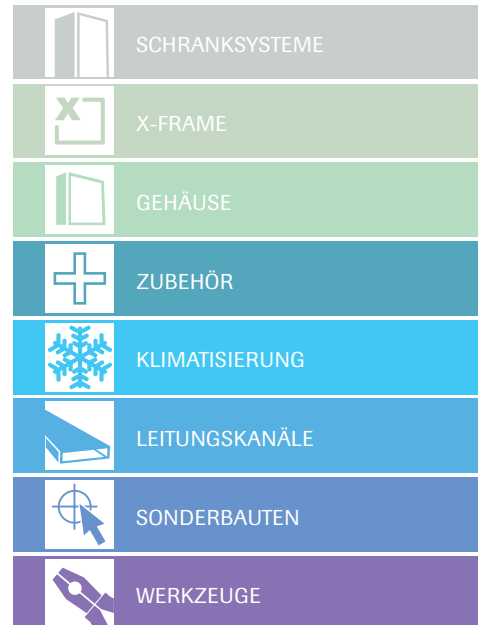 SCHRANKSYSTEME
X-FRAME
GEHÄUSE
ZUBEHÖR
KLIMATISIERUNG
LEITUNGSKANÄLE
SONDERBAUTEN
WERKZEUGE